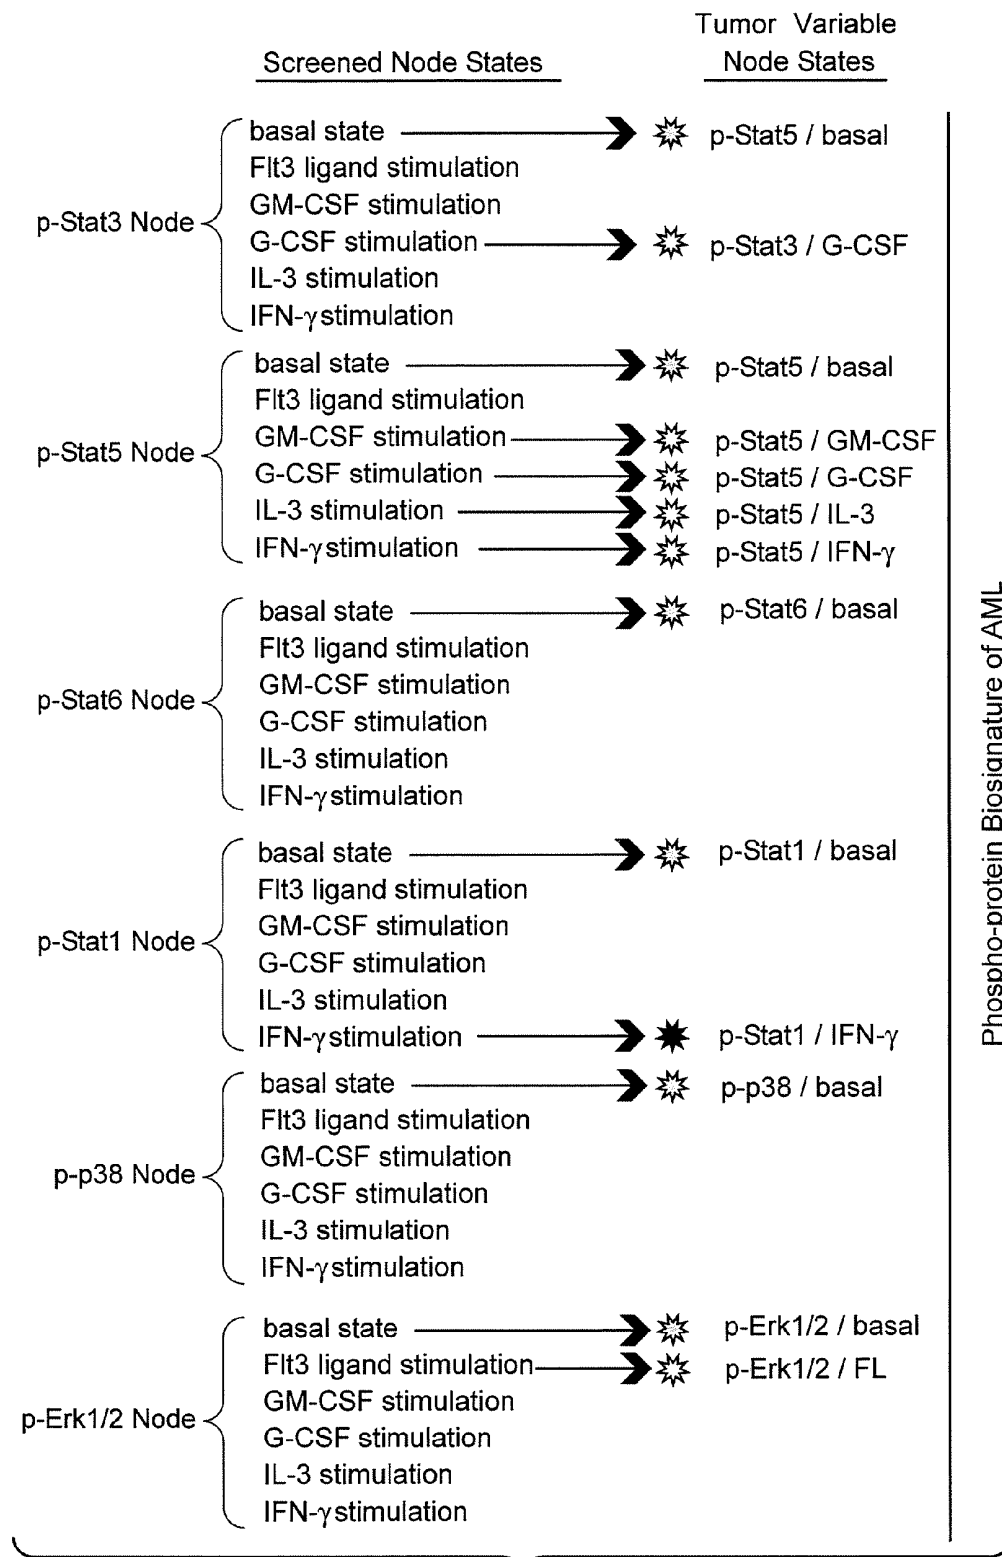 Tumor Variable
Screened Node States Node States
basal state p-Stat5 / basal
Flt3 ligand stimulation
GM-CSF stimulation
p-Stat3 Node
G-CSF stimulation p-Stat3 / G-CSF
IL-3 stimulation
IFN-γ stimulation
basal state p-Stat5 / basal
Flt3 ligand stimulation
GM-CSF stimulation p-Stat5 / GM-CSF
p-Stat5 Node
G-CSF stimulation p-Stat5 / G-CSF
IL-3 stimulation p-Stat5 / IL-3
IFN-γ stimulation p-Stat5 / IFN-γ
basal state p-Stat6 / basal
Flt3 ligand stimulation
GM-CSF stimulation
p-Stat6 Node
G-CSF stimulation
IL-3 stimulation
IFN-γ stimulation
basal state p-Stat1 / basal
Flt3 ligand stimulation
GM-CSF stimulation
p-Stat1 Node
G-CSF stimulation
IL-3 stimulation
IFN-γ stimulation p-Stat1 / IFN-γ
basal state p-p38 / basal
Flt3 ligand stimulation
GM-CSF stimulation
p-p38 Node
G-CSF stimulation
IL-3 stimulation
IFN-γ stimulation
basal state p-Erk1/2 / basal
Flt3 ligand stimulation p-Erk1/2 / FL
GM-CSF stimulation
p-Erk1/2 Node
G-CSF stimulation
IL-3 stimulation
IFN-γ stimulation
Phospho-protein Biosignature of AML